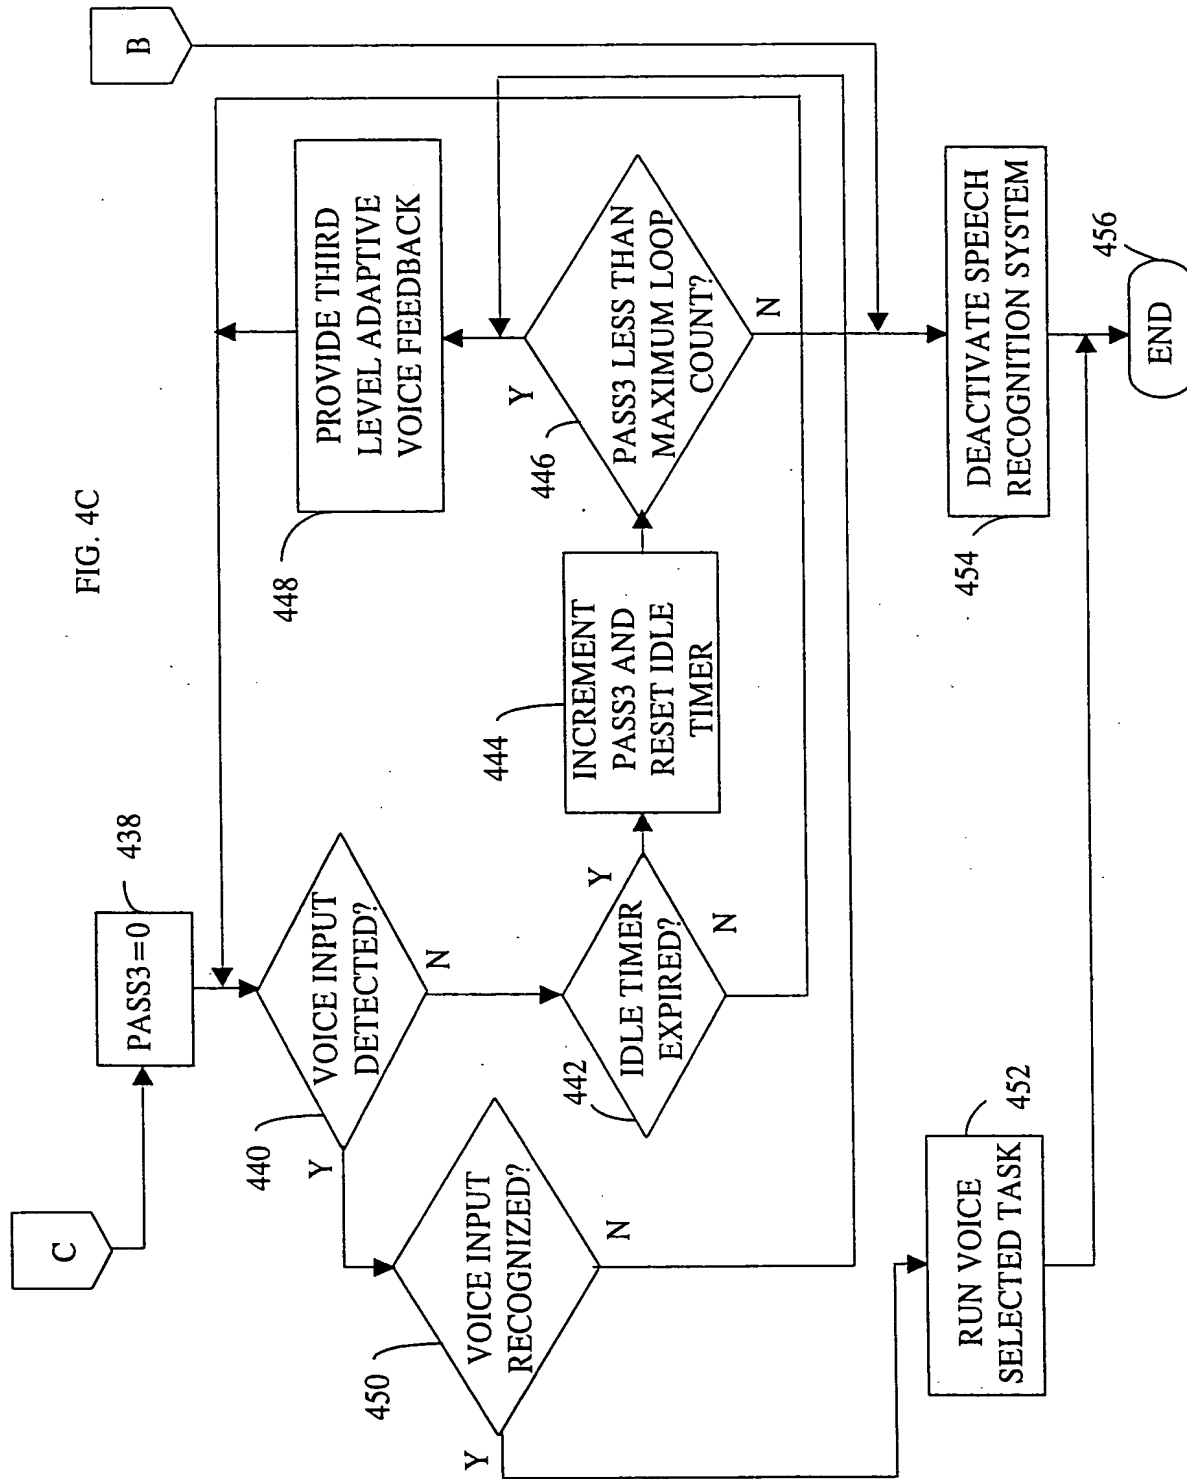 FIG. 4C
C
PASS3=0
438
B
VOICE INPUT
DETECTED?
440
Y
N
PROVIDE THIRD
LEVEL ADAPTIVE
VOICE FEEDBACK
448
VOICE INPUT
RECOGNIZED?
450
Y
N
IDLE TIMER
EXPIRED?
442
Y
N
INCREMENT
PASS3 AND
RESET IDLE
TIMER
444
PASS3 LESS THAN
MAXIMUM LOOP
COUNT?
446
Y
N
RUN VOICE
SELECTED TASK
452
DEACTIVATE SPEECH
RECOGNITION SYSTEM
454
END
456